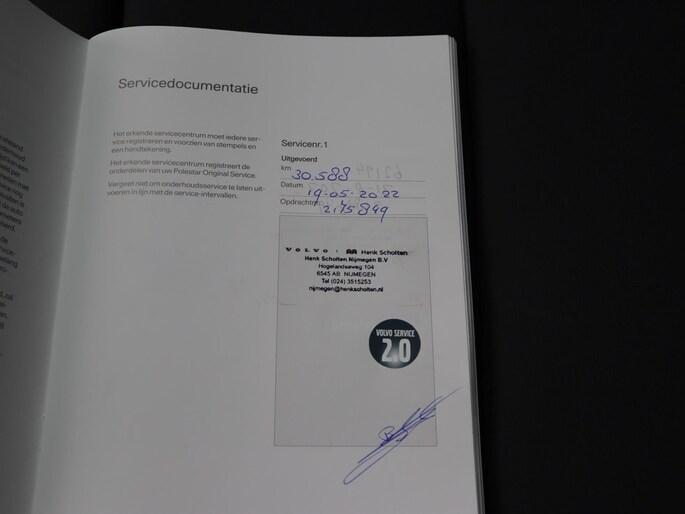 Servicedocumentatie
Het erkende servicecentrum moet iedere ser-
vice registreren en voorzien van stempels en
een handtekening.
Het erkende servicecentrum registreert de
onderdelen van uw Polestar Original Service.
Vergeet niet om onderhoudsservice te laten uit-
voeren in lijn met de service-intervallen.
Servicenr. 1
Uitgevoerd
km 30.588
Datum 19-05-2022
Opdrachtnr.
VOLVO Henk Scholten
Henk Scholten Nijmegen B.V
Hogelandseweg 104
6545 AB NIJMEGEN
Tel (024) 3515253
nijmegen@henkscholten.nl
VOLVO SERVICE
2.0